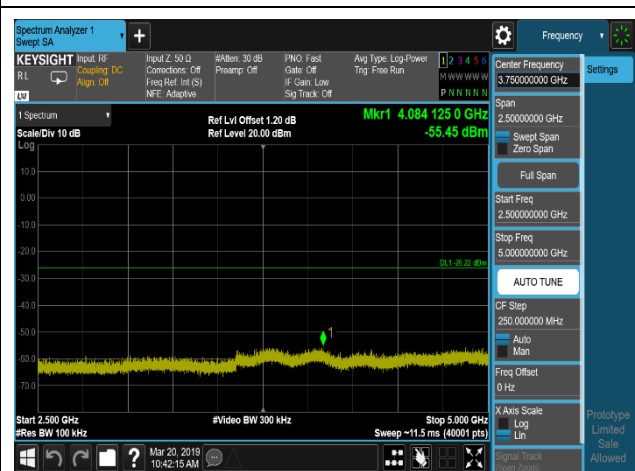 Spectrum Analyzer 1
Swept SA
Frequency
KEYSIGHT
RL
Input: RF
Coupling: DC
Align: Off
Input Z: 50 Ω
Corrections: Off
Freq Ref: Int (S)
NFE: Adaptive
#Atten: 30 dB
Preamp: Off
PNO: Fast
Gate: Off
IF Gain: Low
Sig Track: Off
Avg Type: Log-Power
Trig: Free Run
1 2 3 4 5 6
M W W W W W
P N N N N N
LXI
1 Spectrum
Scale/Div 10 dB
Log
Ref Lvl Offset 1.20 dB
Ref Level 20.00 dBm
Mkr1 4.084 125 0 GHz
-55.45 dBm
10.0
0.00
-10.0
-20.0
DL1 -26.22 dBm
-30.0
-40.0
-50.0
1
-60.0
-70.0
Start 2.500 GHz
#Res BW 100 kHz
#Video BW 300 kHz
Stop 5.000 GHz
Sweep ~11.5 ms (40001 pts)
Mar 20, 2019
10:42:15 AM
Center Frequency
3.750000000 GHz
Settings
Span
2.50000000 GHz
Swept Span
Zero Span
Full Span
Start Freq
2.500000000 GHz
Stop Freq
5.000000000 GHz
AUTO TUNE
CF Step
250.000000 MHz
Auto
Man
Freq Offset
0 Hz
X Axis Scale
Log
Lin
Signal Track
(Span Zoom)
Prototype
Limited
Sale
Allowed